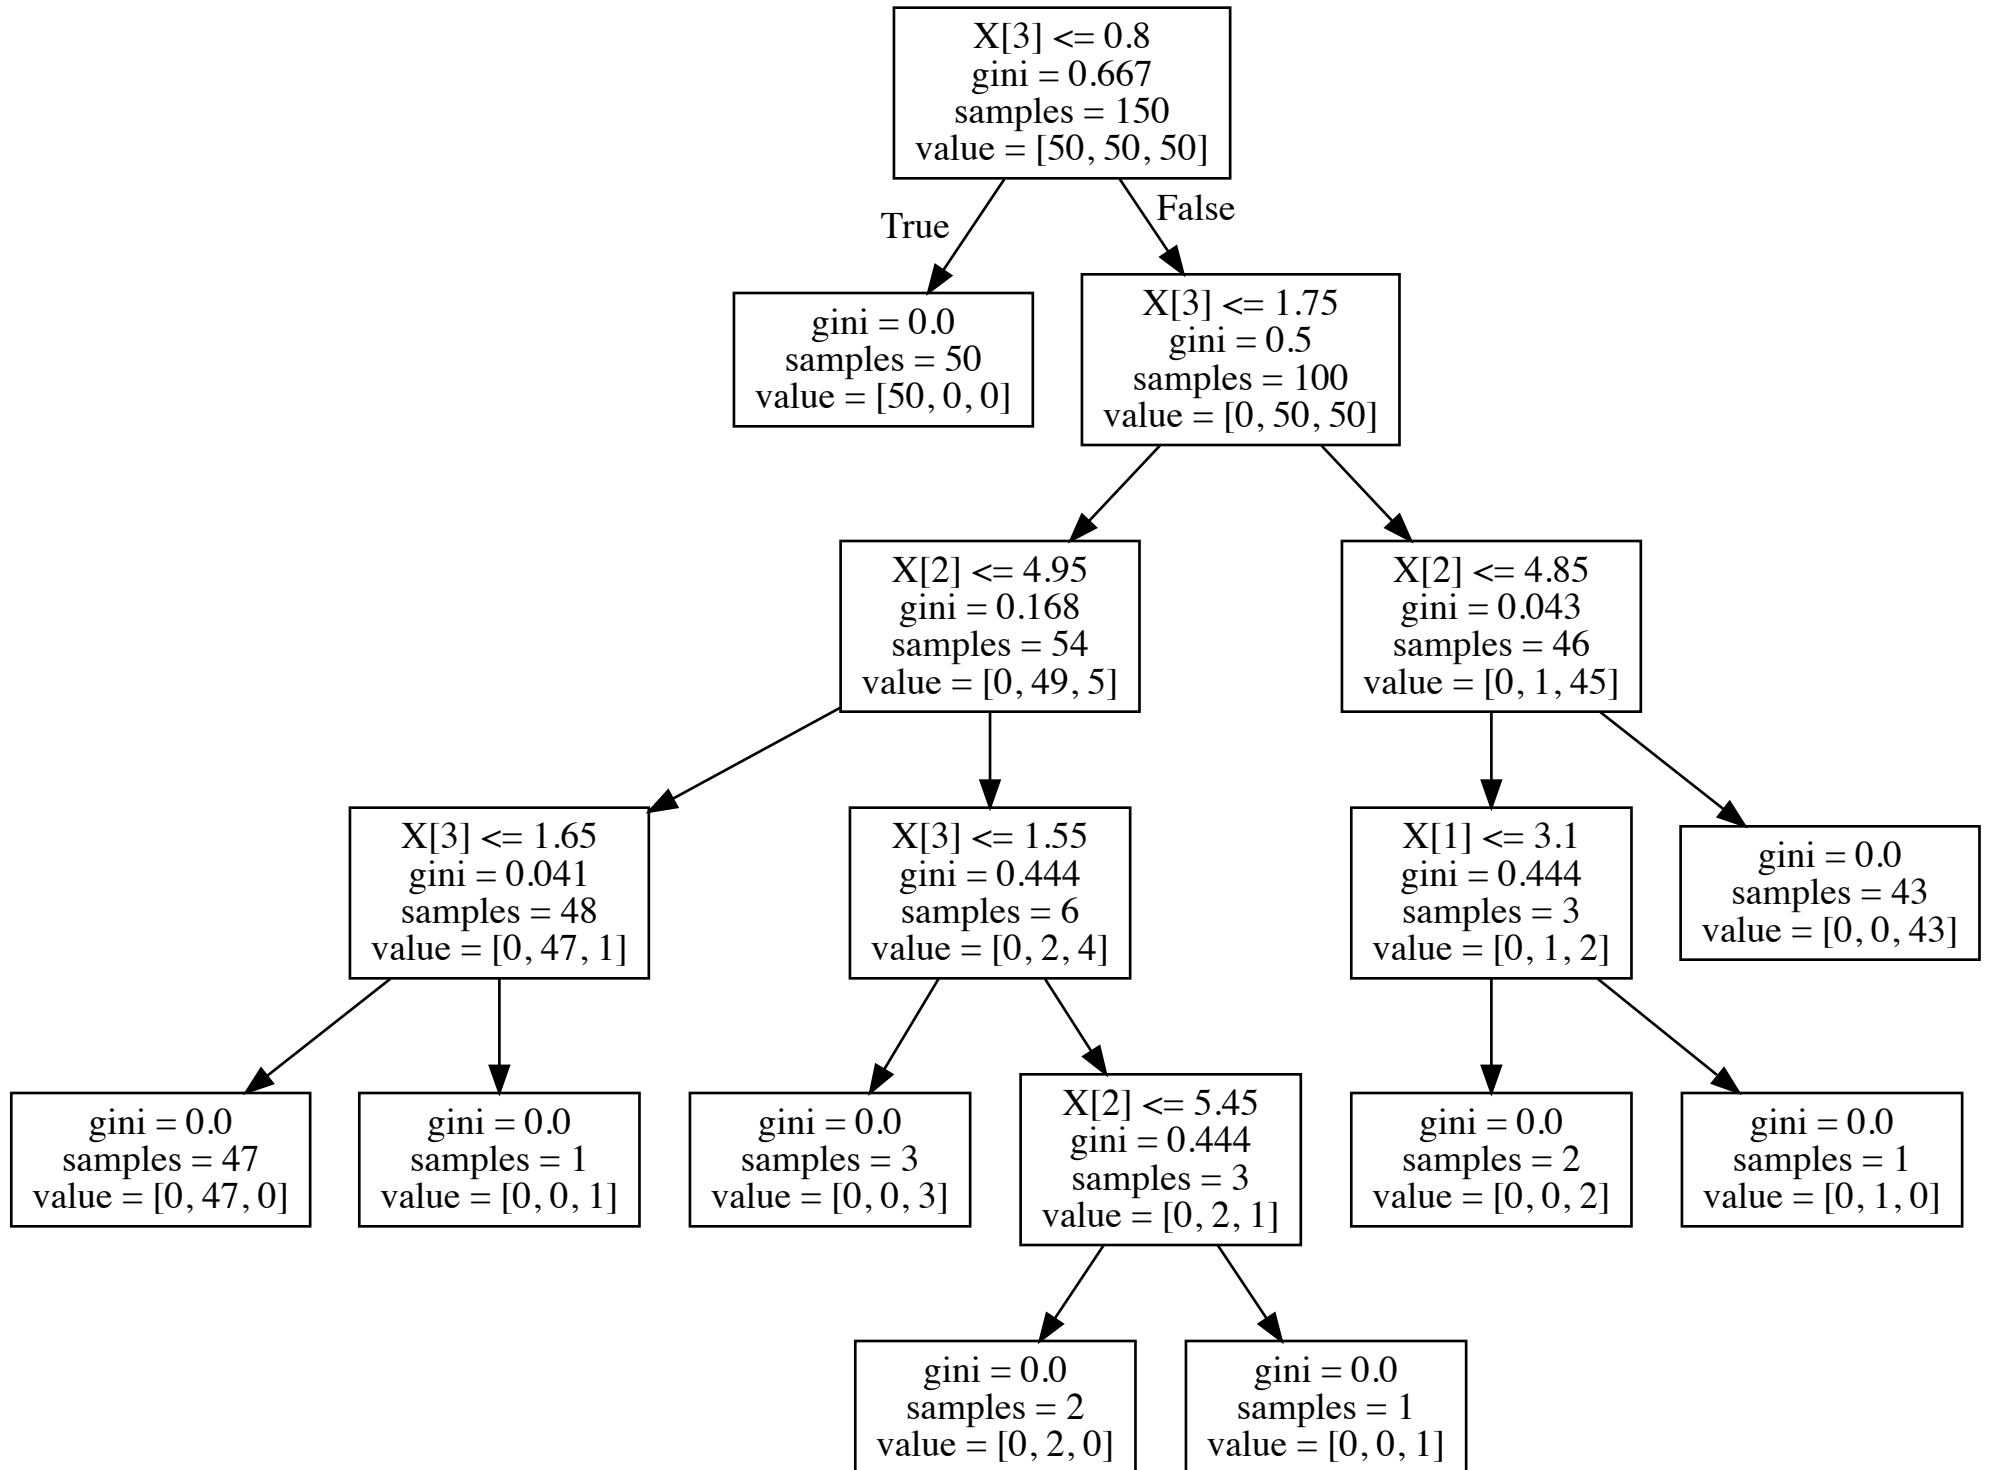 X[3] <= 0.8
gini = 0.667
samples = 150
value = [50, 50, 50]
True
False
gini = 0.0
samples = 50
value = [50, 0, 0]
X[3] <= 1.75
gini = 0.5
samples = 100
value = [0, 50, 50]
X[2] <= 4.95
gini = 0.168
samples = 54
value = [0, 49, 5]
X[2] <= 4.85
gini = 0.043
samples = 46
value = [0, 1, 45]
X[3] <= 1.65
gini = 0.041
samples = 48
value = [0, 47, 1]
X[3] <= 1.55
gini = 0.444
samples = 6
value = [0, 2, 4]
X[1] <= 3.1
gini = 0.444
samples = 3
value = [0, 1, 2]
gini = 0.0
samples = 43
value = [0, 0, 43]
gini = 0.0
samples = 47
value = [0, 47, 0]
gini = 0.0
samples = 1
value = [0, 0, 1]
gini = 0.0
samples = 3
value = [0, 0, 3]
X[2] <= 5.45
gini = 0.444
samples = 3
value = [0, 2, 1]
gini = 0.0
samples = 2
value = [0, 0, 2]
gini = 0.0
samples = 1
value = [0, 1, 0]
gini = 0.0
samples = 2
value = [0, 2, 0]
gini = 0.0
samples = 1
value = [0, 0, 1]